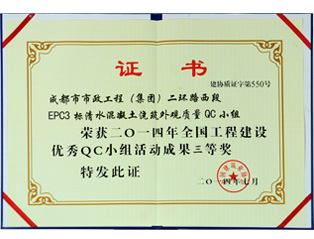 证书
建协质证字第550号
成都市市政工程（集团）二环路西段
EPC3标清水混凝土浇筑外观质量QC小组
荣获二〇一四年全国工程建设
优秀QC小组活动成果三等奖
特发此证
二〇一四年七月